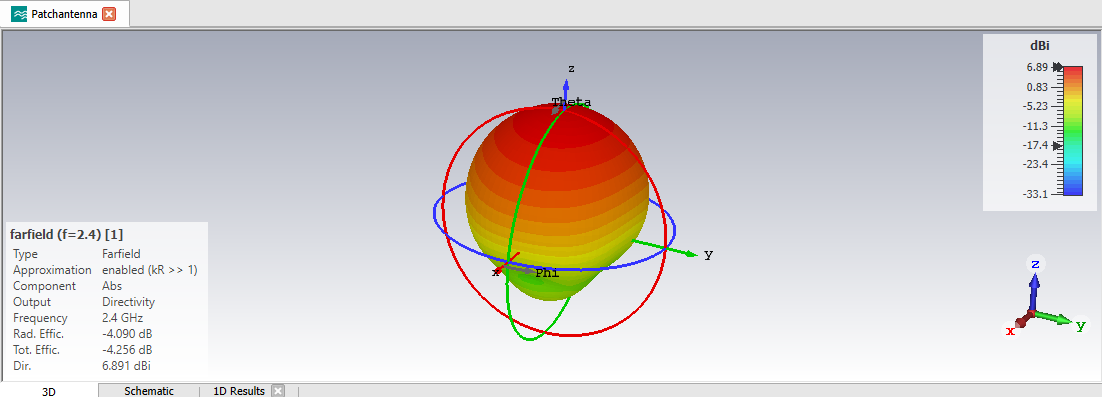 Patchantenna
dBi
6.89
0.83
-5.23
-11.3
-17.4
-23.4
-33.1
z
Theta
y
x
Phi
farfield (f=2.4) [1]
Type Farfield
Approximation enabled (kR >> 1)
Component Abs
Output Directivity
Frequency 2.4 GHz
Rad. Effic. -4.090 dB
Tot. Effic. -4.256 dB
Dir. 6.891 dBi
z
y
x
3D Schematic 1D Results